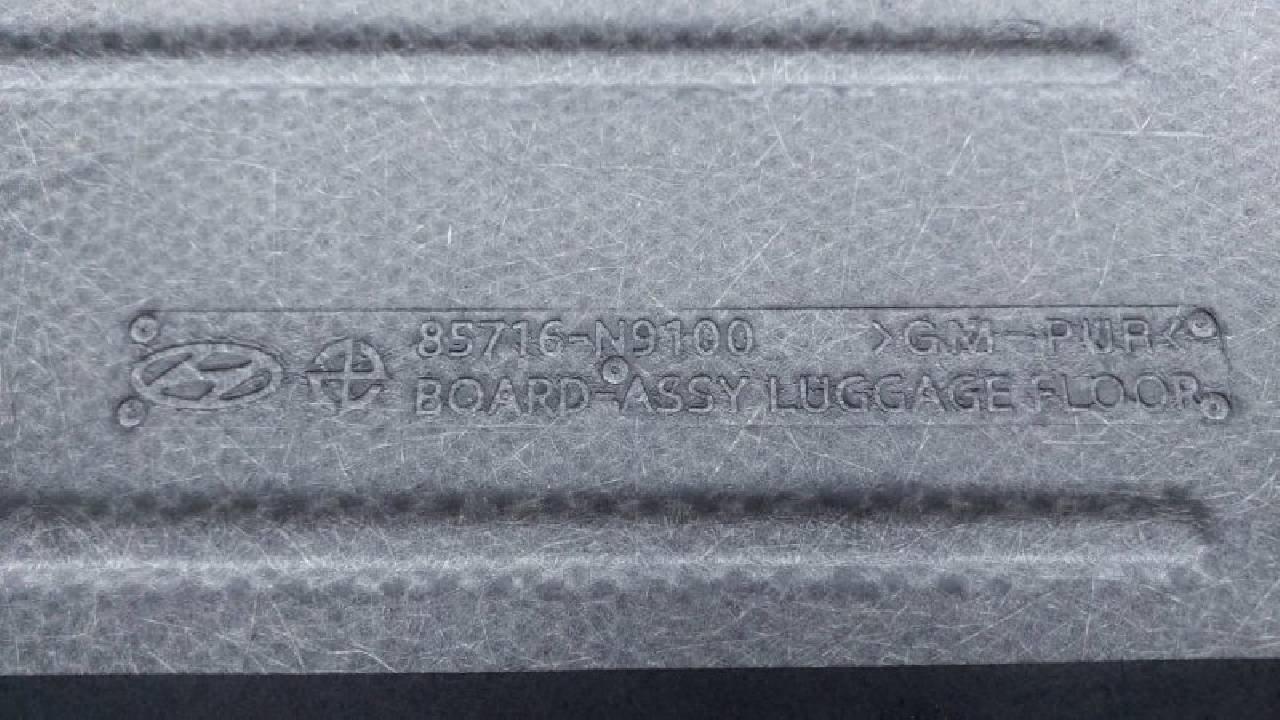 85716-N9100 >GM-PUR<
BOARD-ASSY LUGGAGE FLOOR